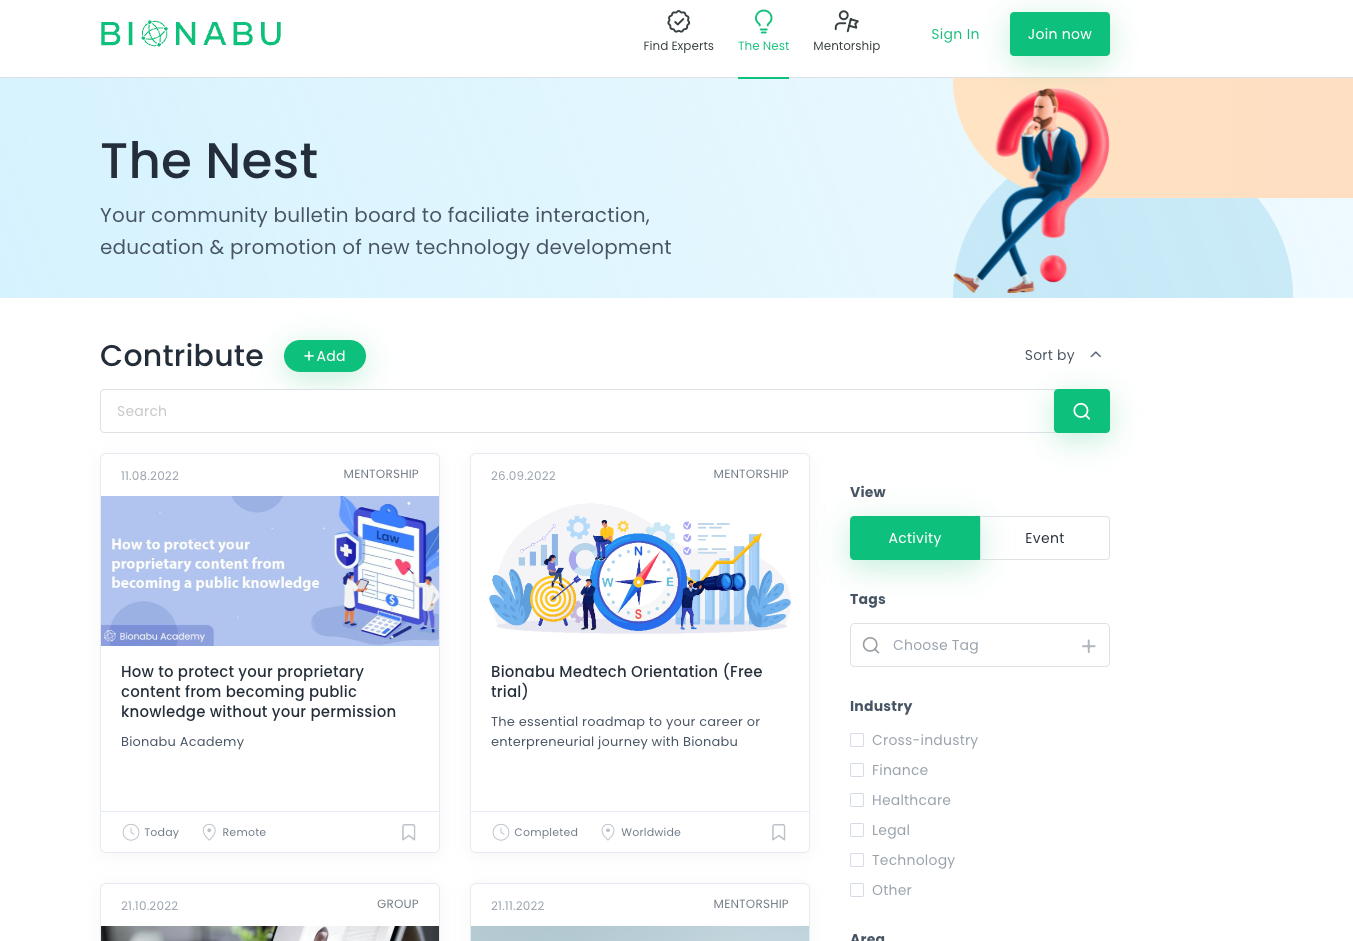 BIONABU
Find Experts
The Nest
Mentorship
Sign In
Join now
The Nest
Your community bulletin board to faciliate interaction,
education & promotion of new technology development
Contribute
+Add
Sort by
Search
11.08.2022
MENTORSHIP
How to protect your
proprietary content from
becoming a public knowledge
Law
$
Bionabu Academy
How to protect your proprietary
content from becoming public
knowledge without your permission
Bionabu Academy
Today
Remote
26.09.2022
MENTORSHIP
N
W
E
S
Bionabu Medtech Orientation (Free
trial)
The essential roadmap to your career or
enterpreneurial journey with Bionabu
Completed
Worldwide
View
Activity
Event
Tags
Choose Tag
Industry
Cross-industry
Finance
Healthcare
Legal
Technology
Other
Area
21.10.2022
GROUP
21.11.2022
MENTORSHIP